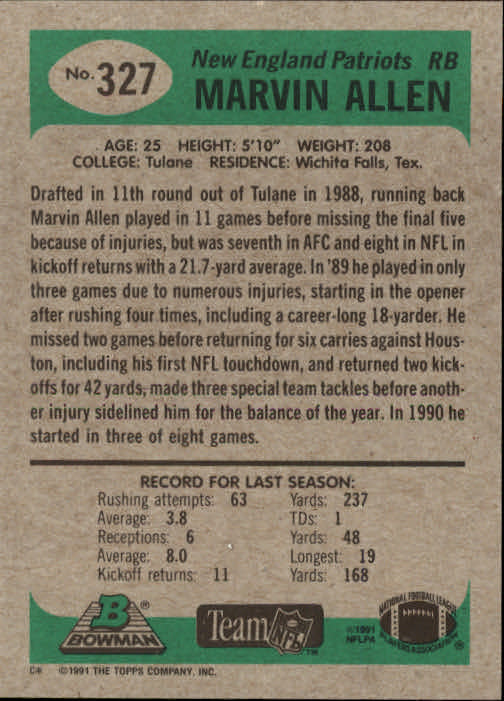 No. 327
New England Patriots RB
MARVIN ALLEN
AGE: 25 HEIGHT: 5'10" WEIGHT: 208
COLLEGE: Tulane RESIDENCE: Wichita Falls, Tex.
Drafted in 11th round out of Tulane in 1988, running back
Marvin Allen played in 11 games before missing the final five
because of injuries, but was seventh in AFC and eight in NFL in
kickoff returns with a 21.7-yard average. In '89 he played in only
three games due to numerous injuries, starting in the opener
after rushing four times, including a career-long 18-yarder. He
missed two games before returning for six carries against Hous-
ton, including his first NFL touchdown, and returned two kick-
offs for 42 yards, made three special team tackles before anoth-
er injury sidelined him for the balance of the year. In 1990 he
started in three of eight games.
RECORD FOR LAST SEASON:
Rushing attempts: 63 Yards: 237
Average: 3.8 TDs: 1
Receptions: 6 Yards: 48
Average: 8.0 Longest: 19
Kickoff returns: 11 Yards: 168
B®
BOWMAN
Team NFL™
©1991
NFLPA
NATIONAL FOOTBALL LEAGUE
PLAYERS ASSOCIATION®
C* ©1991 THE TOPPS COMPANY, INC.